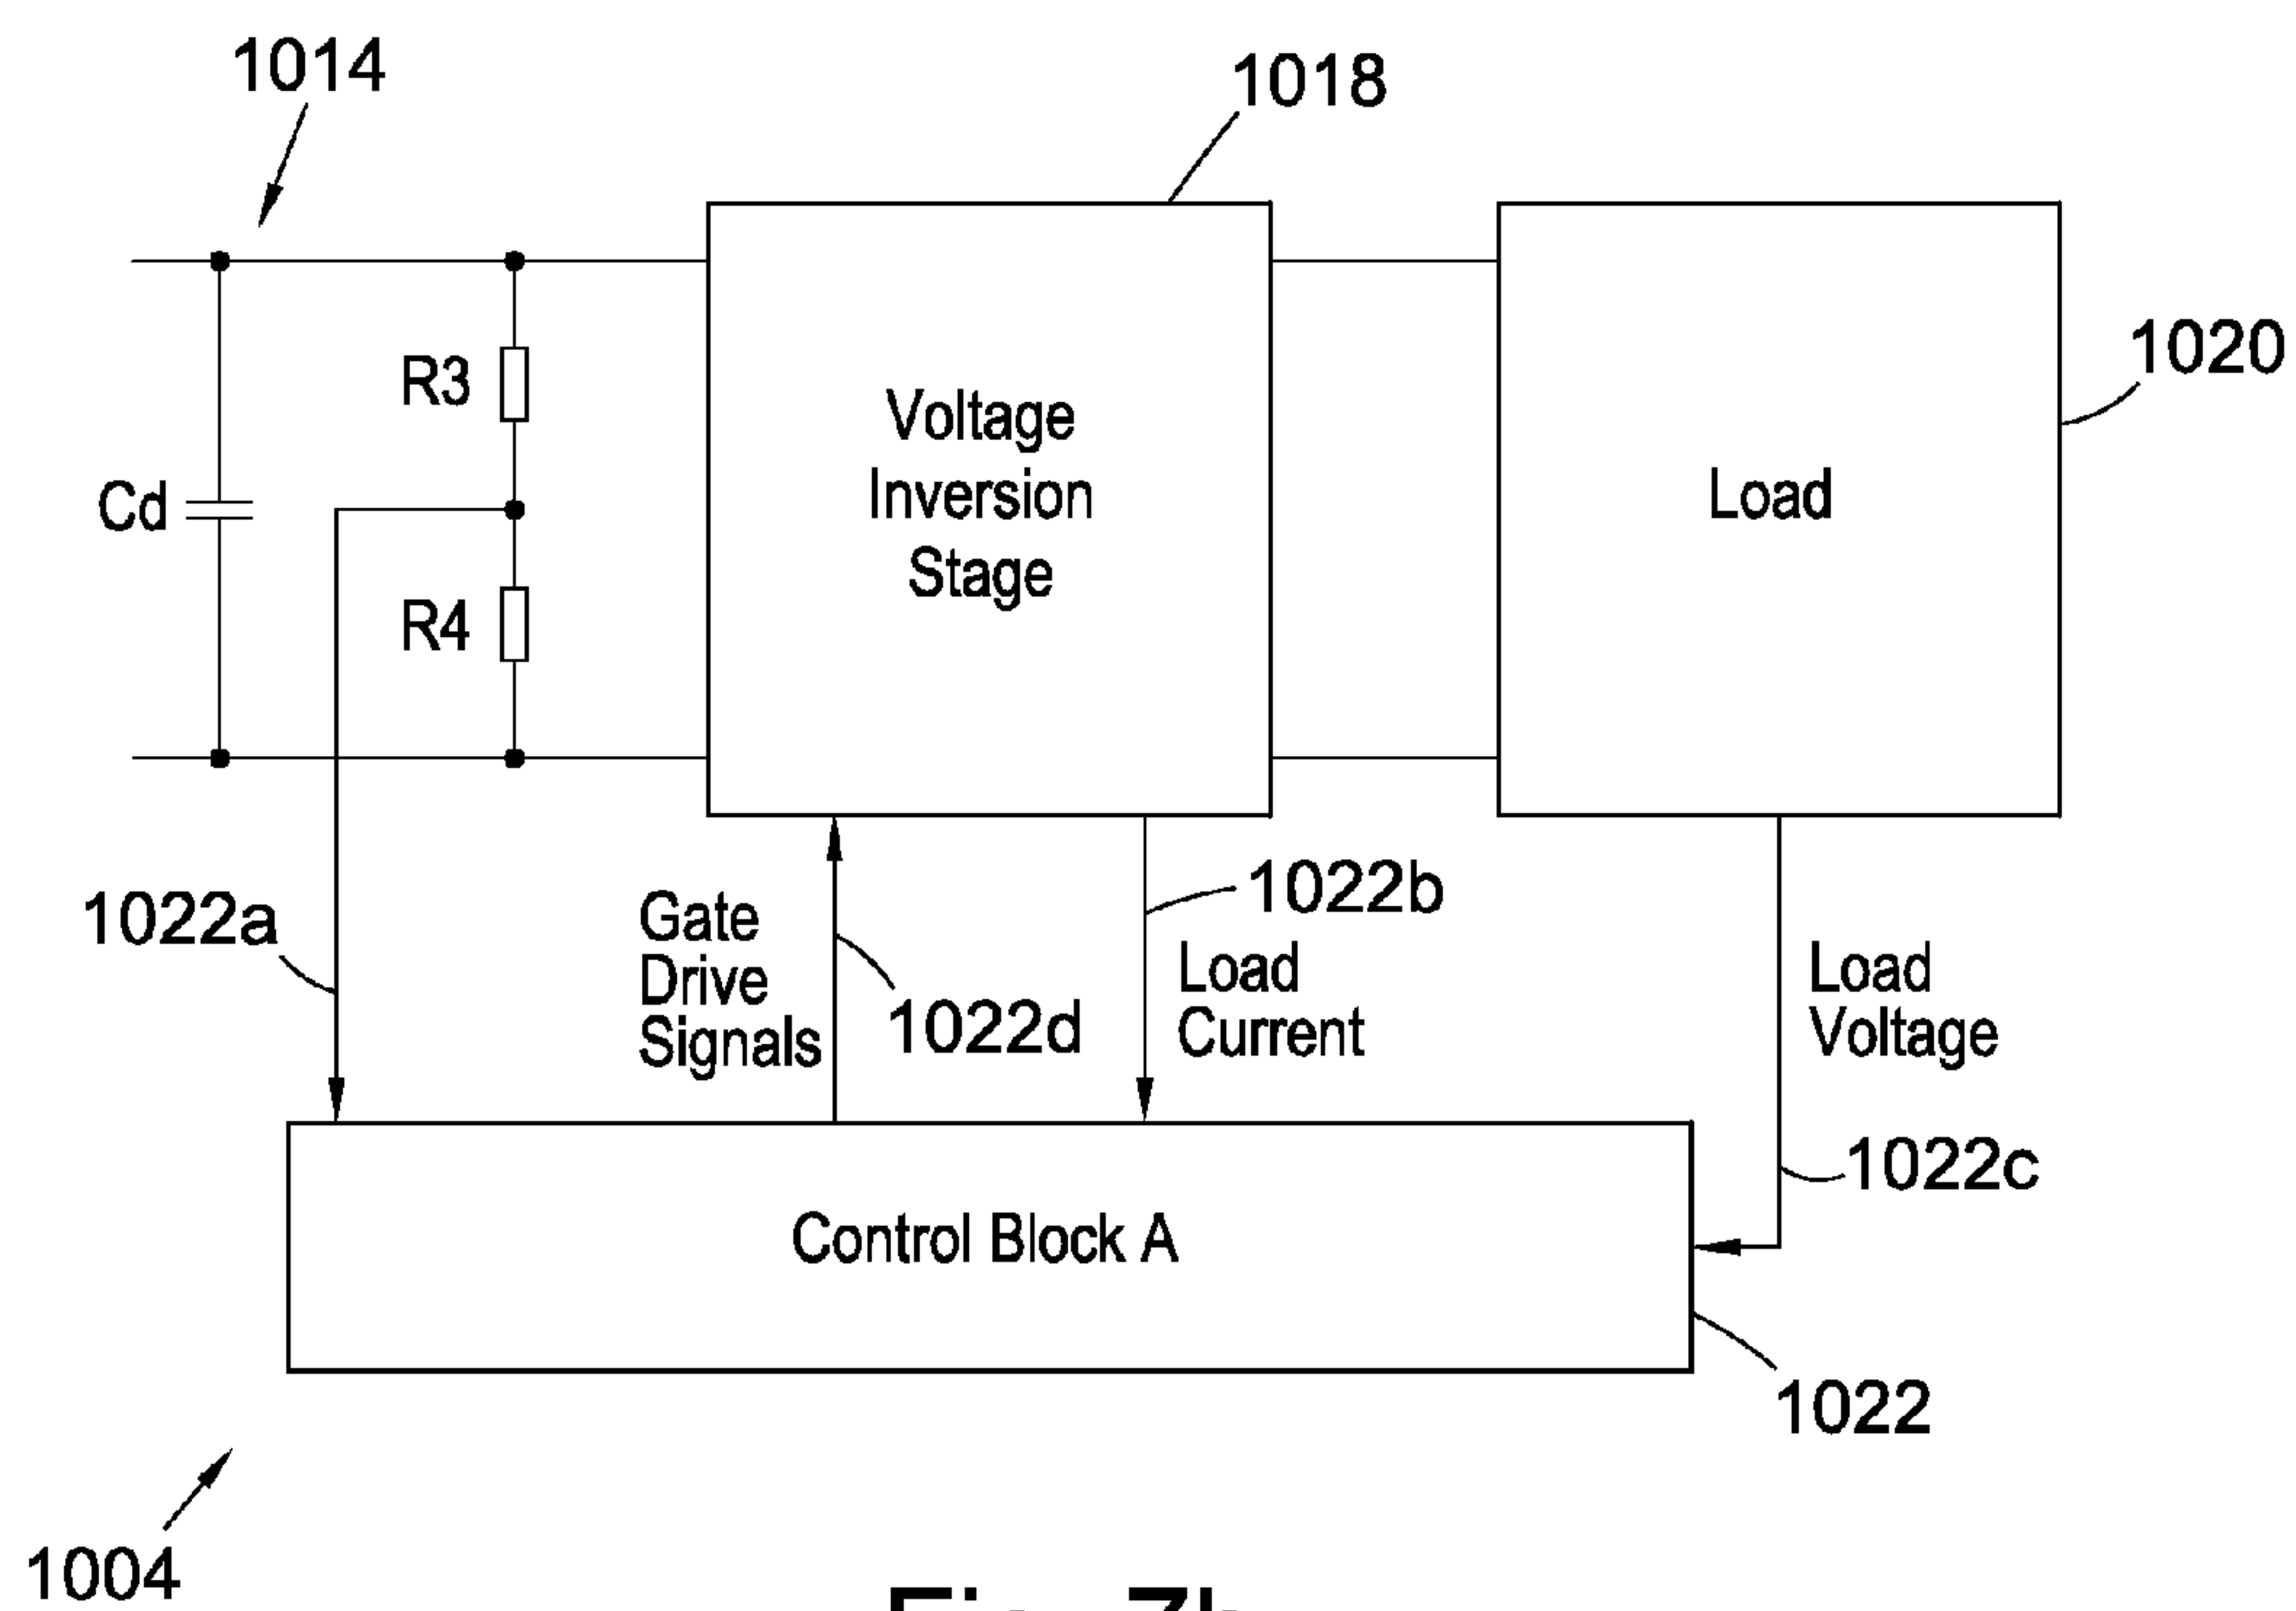 1014
1018
1020
R3
Cd
R4
Voltage
Inversion
Stage
Load
1022a
Gate
Drive
Signals
1022d
1022b
Load
Current
Load
Voltage
1022c
Control Block A
1022
1004